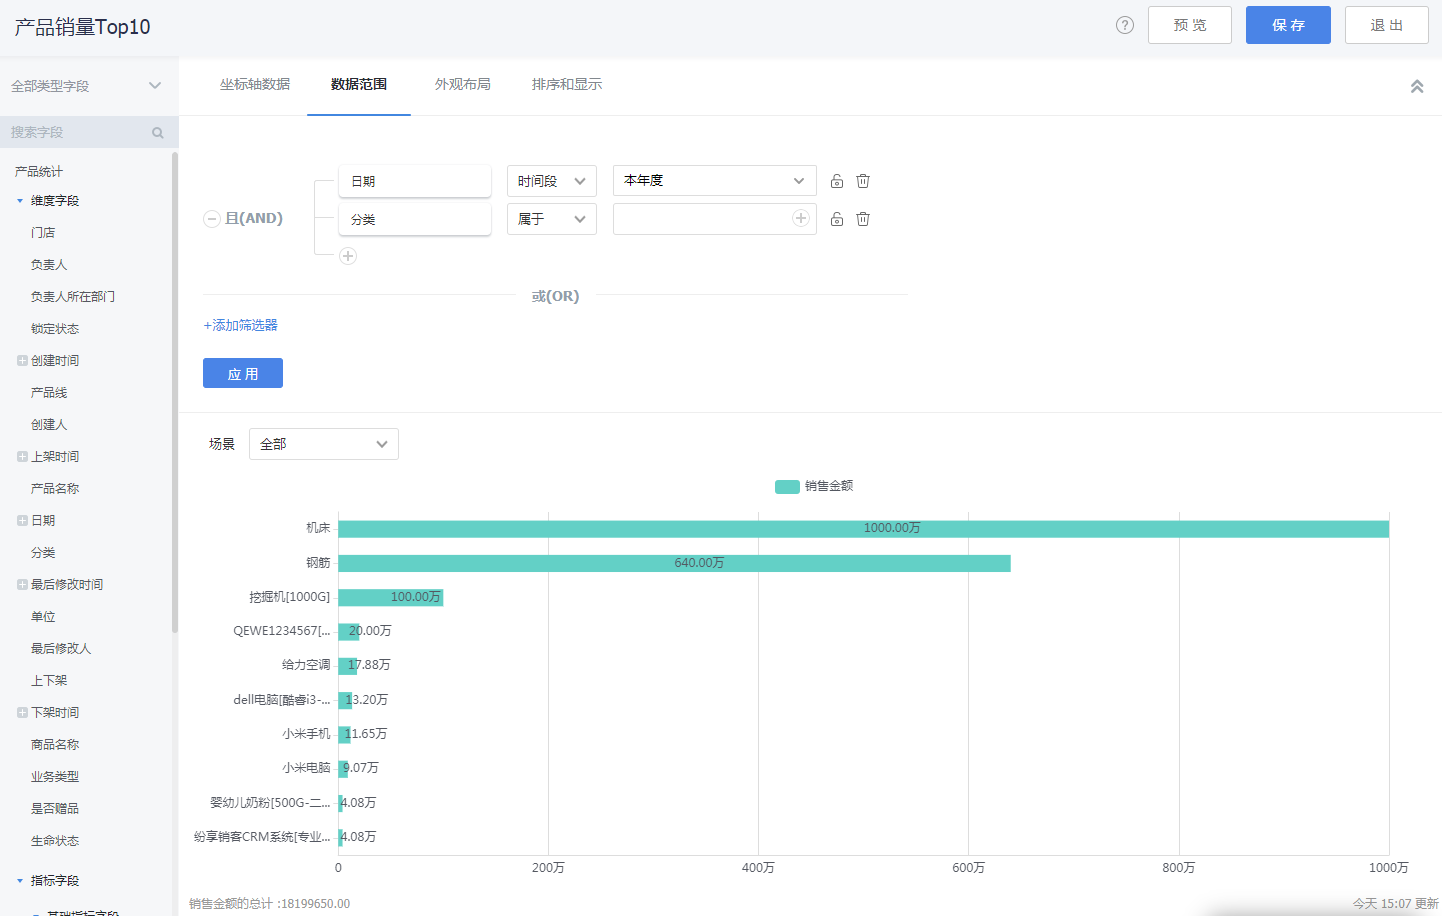 产品销量Top10
?
预 览
保 存
退 出
全部类型字段
搜索字段
产品统计
维度字段
门店
负责人
负责人所在部门
锁定状态
创建时间
产品线
创建人
上架时间
产品名称
日期
分类
最后修改时间
单位
最后修改人
上下架
下架时间
商品名称
业务类型
是否赠品
生命状态
指标字段
基础指标字段
坐标轴数据
数据范围
外观布局
排序和显示
且(AND)
日期
时间段
本年度
分类
属于
或(OR)
+添加筛选器
应 用
场景
全部
销售金额
机床
1000.00万
钢筋
640.00万
挖掘机[1000G]
100.00万
QEWE1234567[...
20.00万
给力空调
17.88万
dell电脑[酷睿i3-...
13.20万
小米手机
11.65万
小米电脑
9.07万
婴幼儿奶粉[500G-二...
4.08万
纷享销客CRM系统[专业...
4.08万
0
200万
400万
600万
800万
1000万
销售金额的总计 :18199650.00
今天 15:07 更新